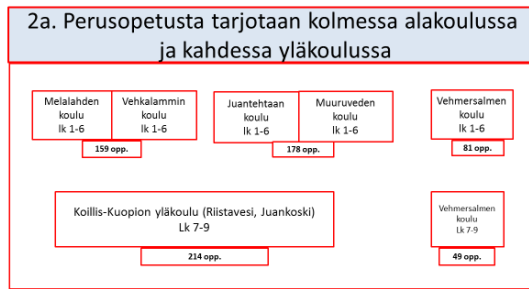 2a. Perusopetusta tarjotaan kolmessa alakoulussa
ja kahdessa yläkoulussa
Melalahden
koulu
lk 1-6
Vehkalammin
koulu
lk 1-6
159 opp.
Juantehtaan
koulu
lk 1-6
Muuruveden
koulu
lk 1-6
178 opp.
Vehmersalmen
koulu
lk 1-6
81 opp.
Koillis-Kuopion yläkoulu (Riistavesi, Juankoski)
Lk 7-9
214 opp.
Vehmersalmen
koulu
Lk 7-9
49 opp.